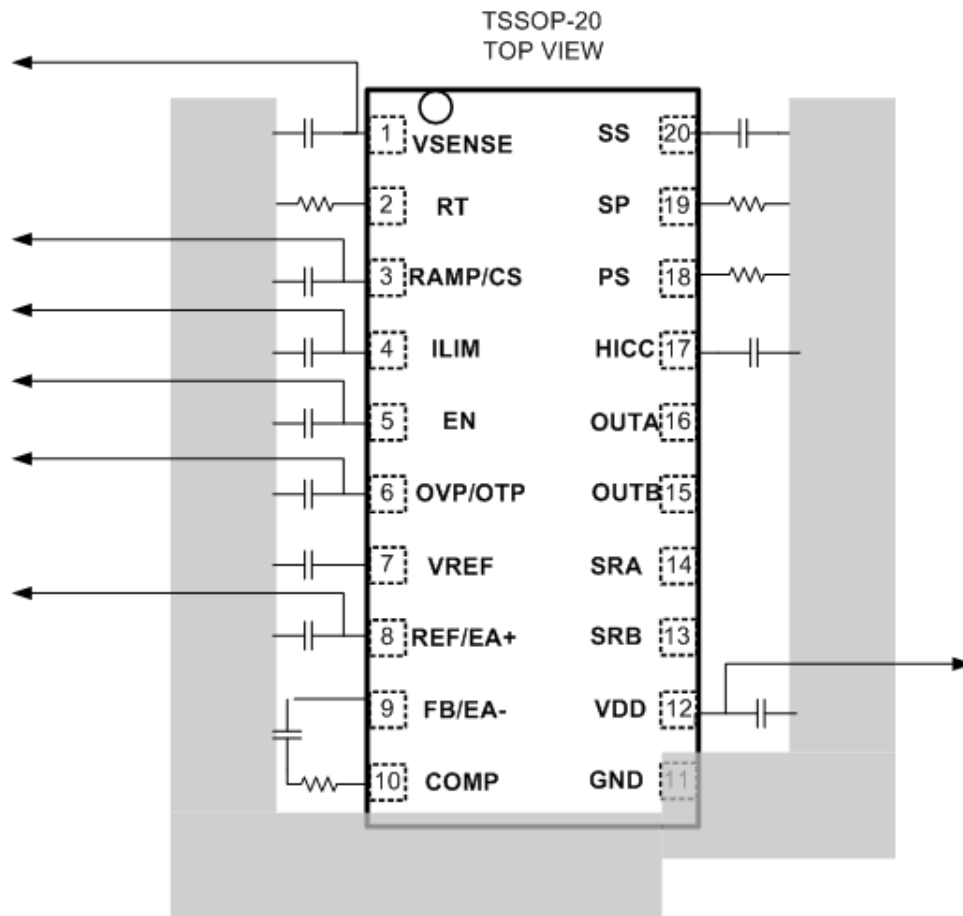 TSSOP-20
TOP VIEW
1 VSENSE SS 20
2 RT SP 19
3 RAMP/CS PS 18
4 ILIM HICC 17
5 EN OUTA 16
6 OVP/OTP OUTB 15
7 VREF SRA 14
8 REF/EA+ SRB 13
9 FB/EA- VDD 12
10 COMP GND 11